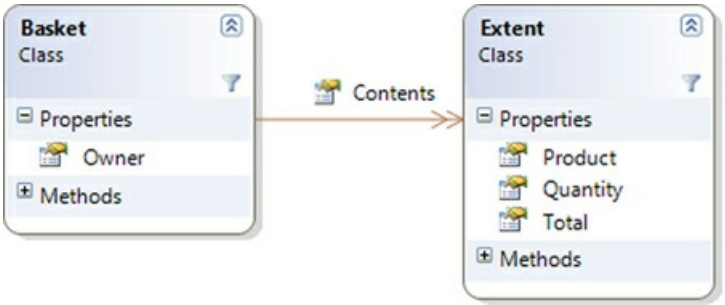 Basket
Class
Properties
Owner
Methods
Contents
Extent
Class
Properties
Product
Quantity
Total
Methods